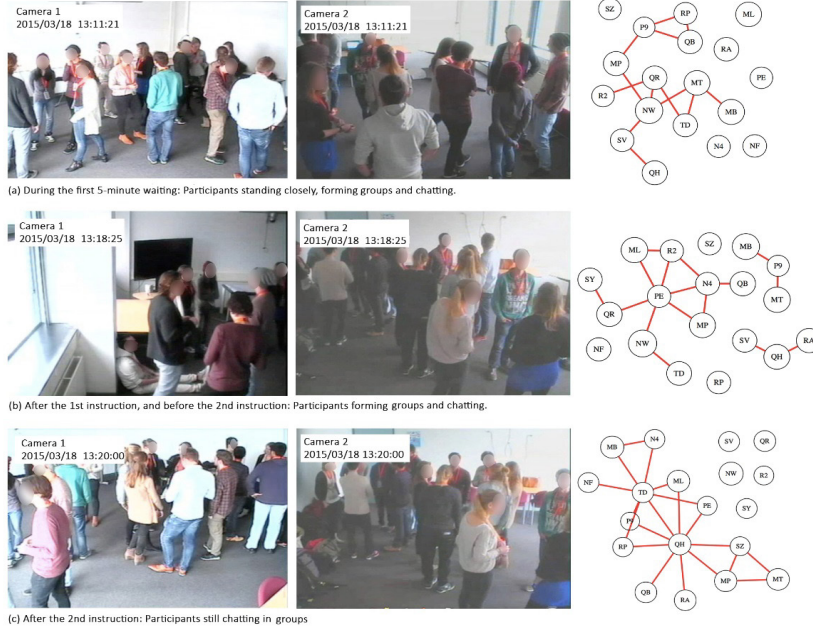 Camera 1
2015/03/18 13:11:21
Camera 2
2015/03/18 13:11:21
SZ
RP
ML
P9
QB
RA
MP
QR
MT
PE
R2
NW
MB
TD
SV
N4
NF
QH
(a) During the first 5-minute waiting: Participants standing closely, forming groups and chatting.
Camera 1
2015/03/18 13:18:25
Camera 2
2015/03/18 13:18:25
ML
R2
SZ
MB
P9
SY
N4
QB
PE
MT
QR
MP
NF
NW
SV
RA
QH
TD
RP
(b) After the 1st instruction, and before the 2nd instruction: Participants forming groups and chatting.
Camera 1
2015/03/18 13:20:00
Camera 2
2015/03/18 13:20:00
MB
N4
SV
QR
NF
TD
ML
NW
R2
PE
SY
RP
QH
SZ
MP
MT
QB
RA
(c) After the 2nd instruction: Participants still chatting in groups